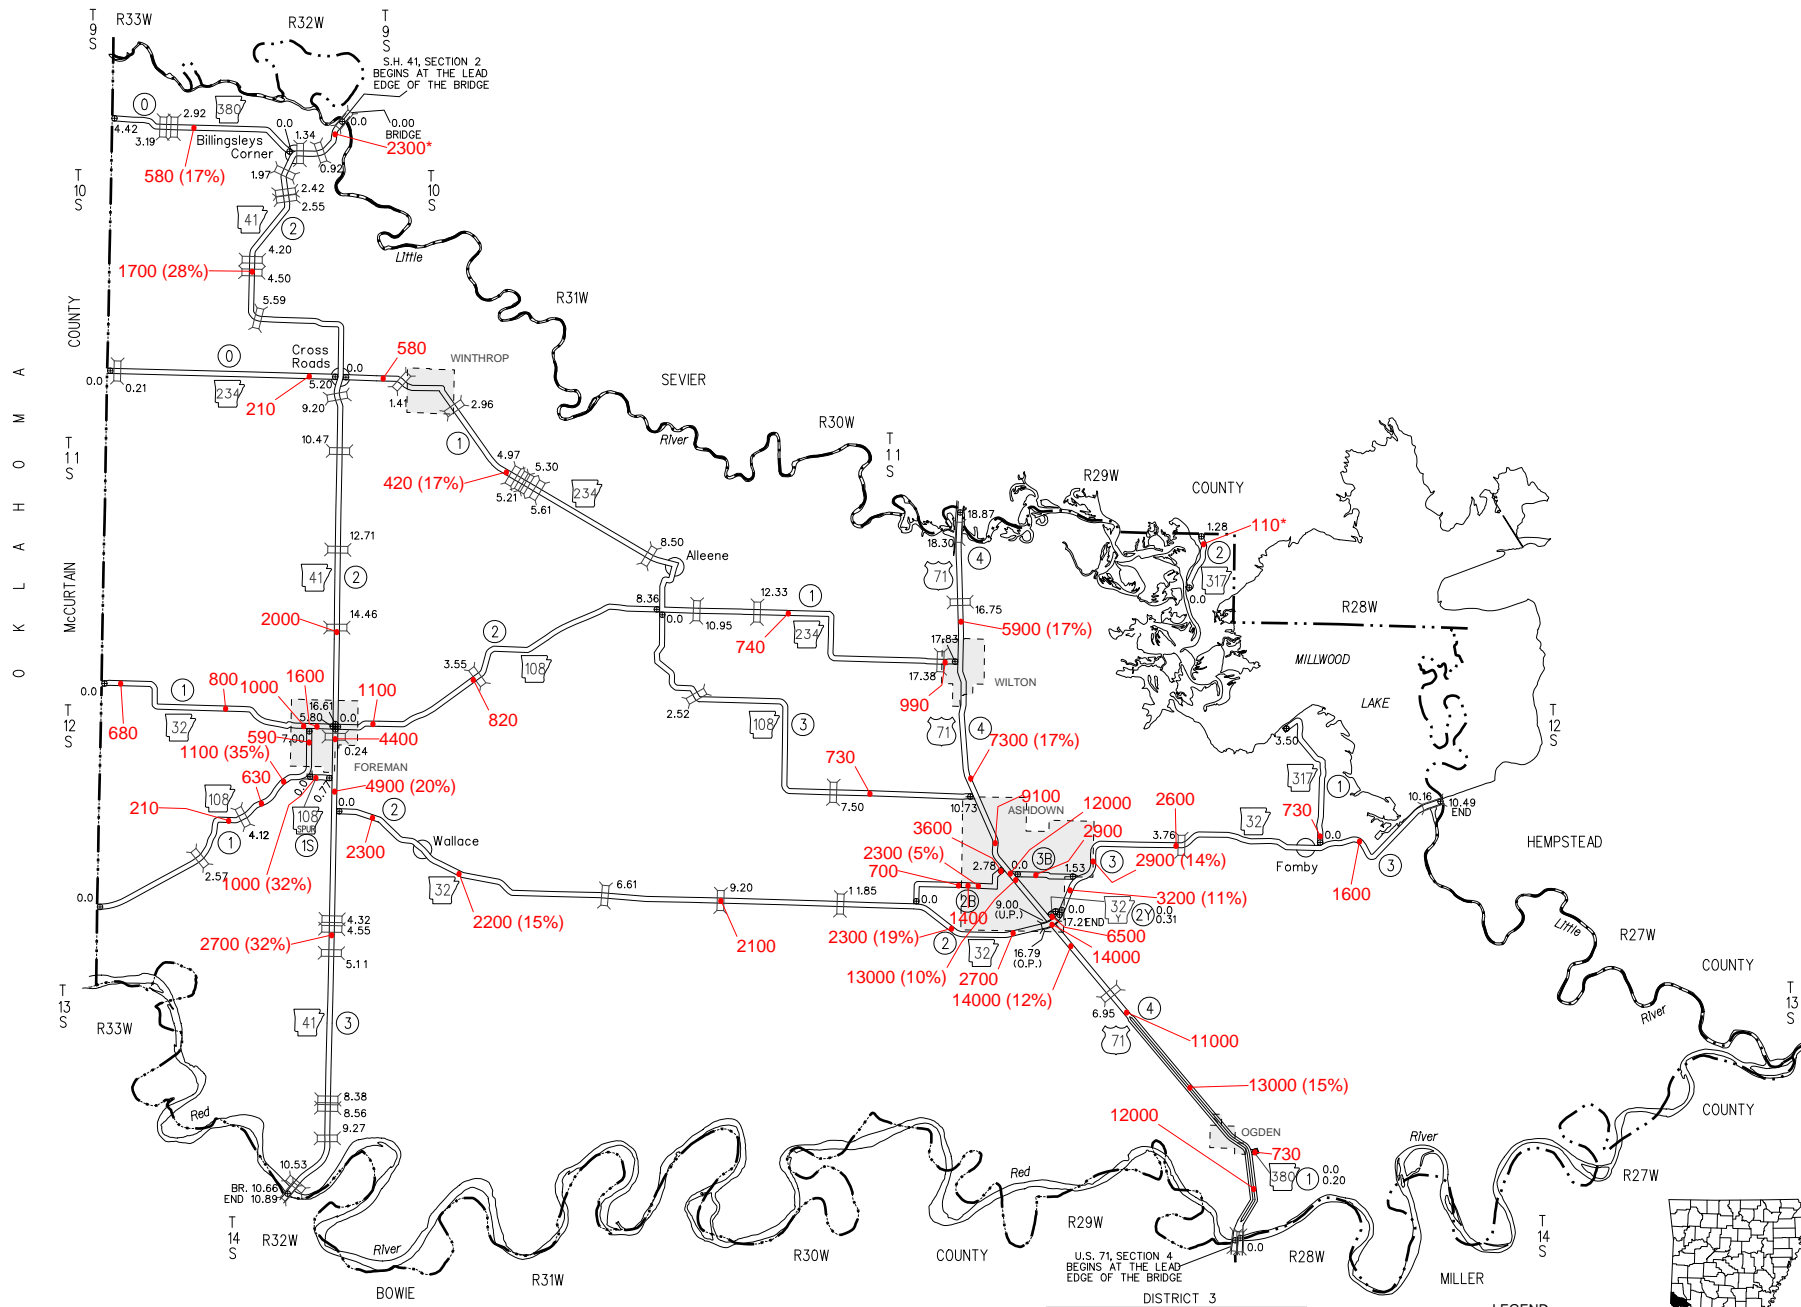 T
9
S
R33W
R32W
T
9
S
S.H. 41, SECTION 2
BEGINS AT THE LEAD
EDGE OF THE BRIDGE
0
380
2.92
4.42
3.19
Billingsleys
Corner
0.0
1.34
0.0
0.00
BRIDGE
2300*
0.92
580 (17%)
1.97
T
10
S
2.42
2.55
T
10
S
41
2
4.20
Little
1700 (28%)
4.50
5.59
R31W
COUNTY
Cross
Roads
0
0.0
580
WINTHROP
0.0
0.21
234
5.20
210
9.20
1.41
2.96
SEVIER
O K L A H O M A
10.47
1
River
R30W
T
11
S
T
11
S
4.97
5.30
420 (17%)
5.21
5.61
234
R29W
COUNTY
18.87
18.30
4
1.28
110*
2
12.71
8.50
Alleene
71
317
0.0
41
2
McCURTAIN
14.46
8.36
0.0
10.95
12.33
1
16.75
R28W
2000
2
234
740
5900 (17%)
17.83
3.55
108
17.38
MILLWOOD
LAKE
WILTON
0.0
1
800
1000
1600
1100
820
990
T
12
S
32
680
16.61
5.80
0.0
2.52
108
3
71
4
T
12
S
590
7.00
4400
0.24
7300 (17%)
3.50
1100 (35%)
FOREMAN
630
0.0
0.77
4900 (20%)
730
317
1
210
108
108
SPUR
1S
0.0
2
7.50
10.73
ASHDOWN
9100
12000
2600
10.16
10.49
END
1
4.12
2300
Wallace
3600
2900
3.76
32
730
0.0
HEMPSTEAD
2.57
1000 (32%)
2300 (5%)
2.78
0.0
3B
1.53
3
2900 (14%)
Fomby
3
1600
700
32
0.0
6.61
9.20
11.85
0.0
2B
3200 (11%)
4.32
4.55
2200 (15%)
1400
9.00
(U.P.)
0.0
32
Y
2Y
0.0
0.31
17.21
END
2700 (32%)
2100
2300 (19%)
2
6500
Little
R27W
5.11
32
16.79
(O.P.)
14000
13000 (10%)
2700
14000 (12%)
COUNTY
T
13
S
T
13
S
R33W
41
3
6.95
4
71
11000
River
13000 (15%)
8.38
8.56
Red
12000
COUNTY
9.27
OGDEN
River
730
380
1
0.0
0.20
R27W
10.53
BR. 10.66
END 10.89
Red
T
14
S
R32W
River
R31W
R30W
COUNTY
R29W
T
14
S
0.0
R28W
U.S. 71, SECTION 4
BEGINS AT THE LEAD
EDGE OF THE BRIDGE
BOWIE
MILLER
DISTRICT 3
LEGEND